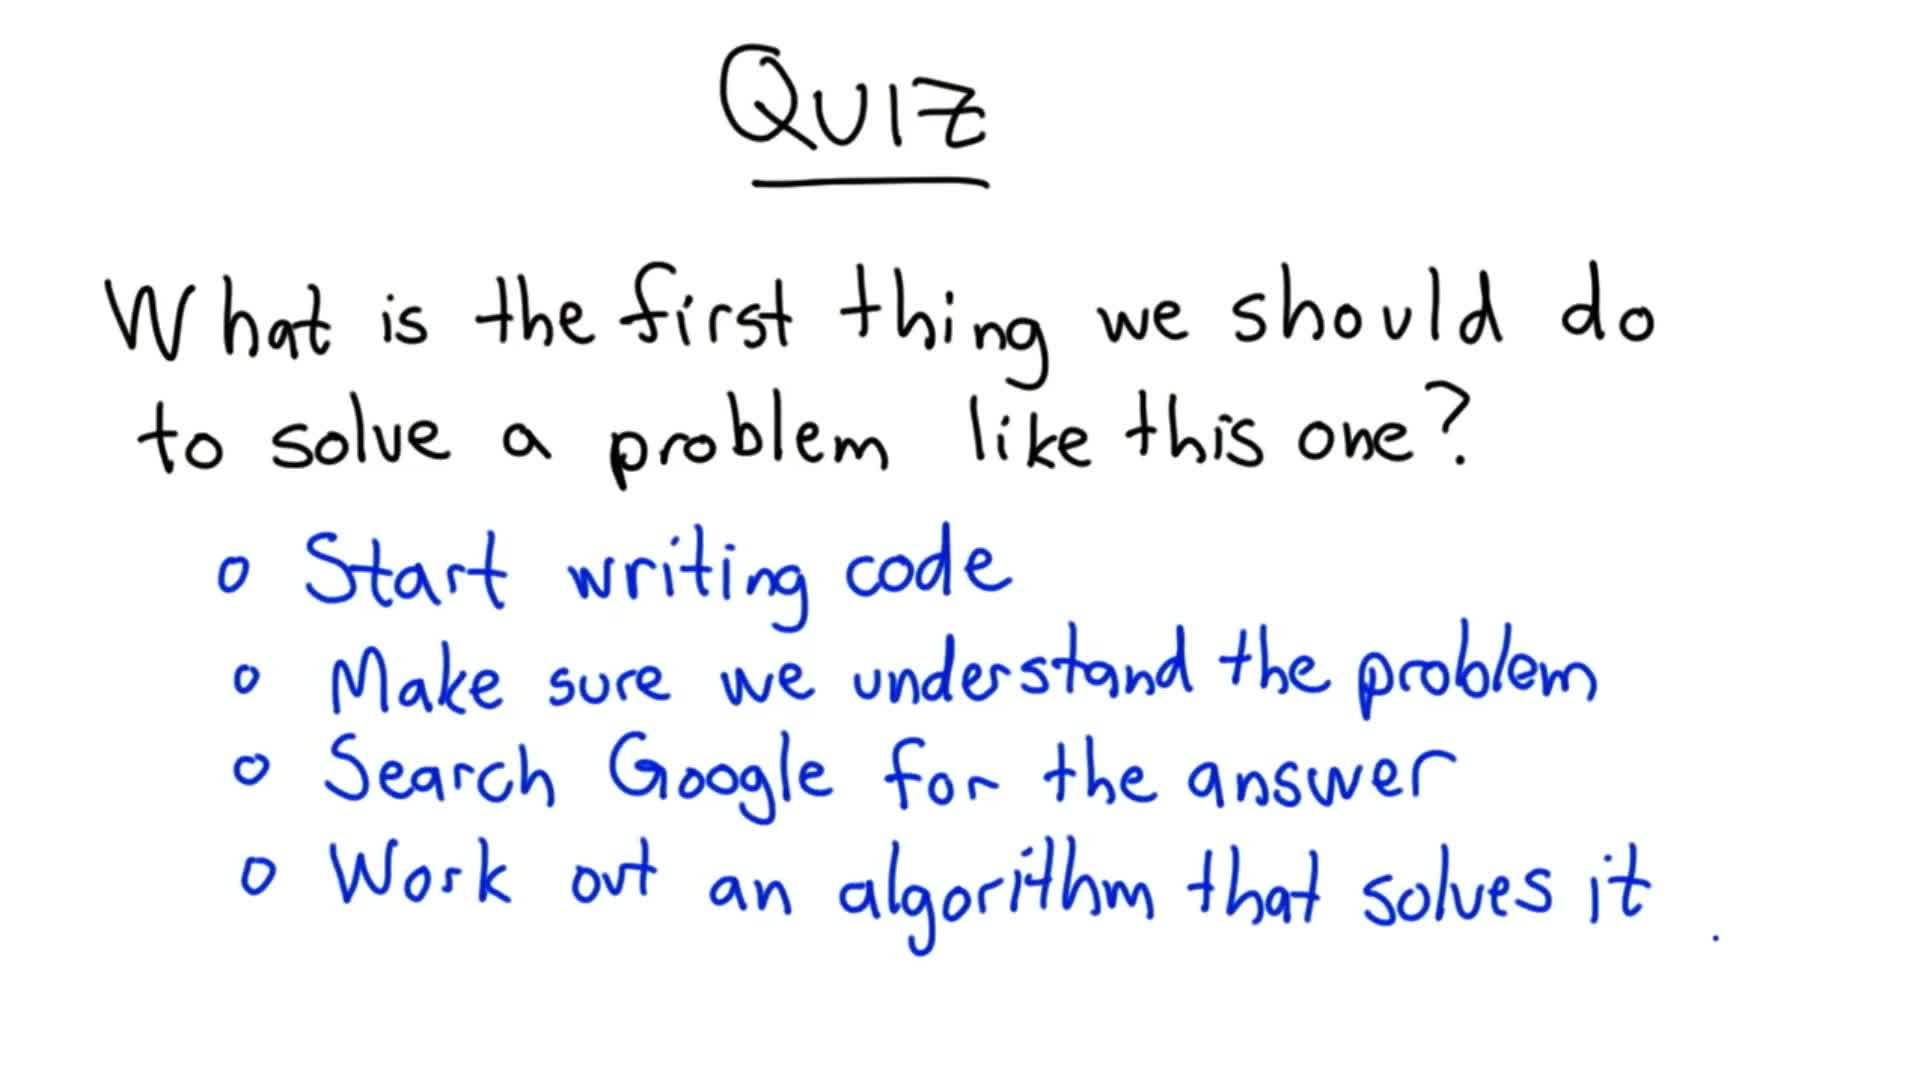 QUIZ
What is the first thing we should do
to solve a problem like this one?
o Start writing code
o Make sure we understand the problem
o Search Google for the answer
o Work out an algorithm that solves it .